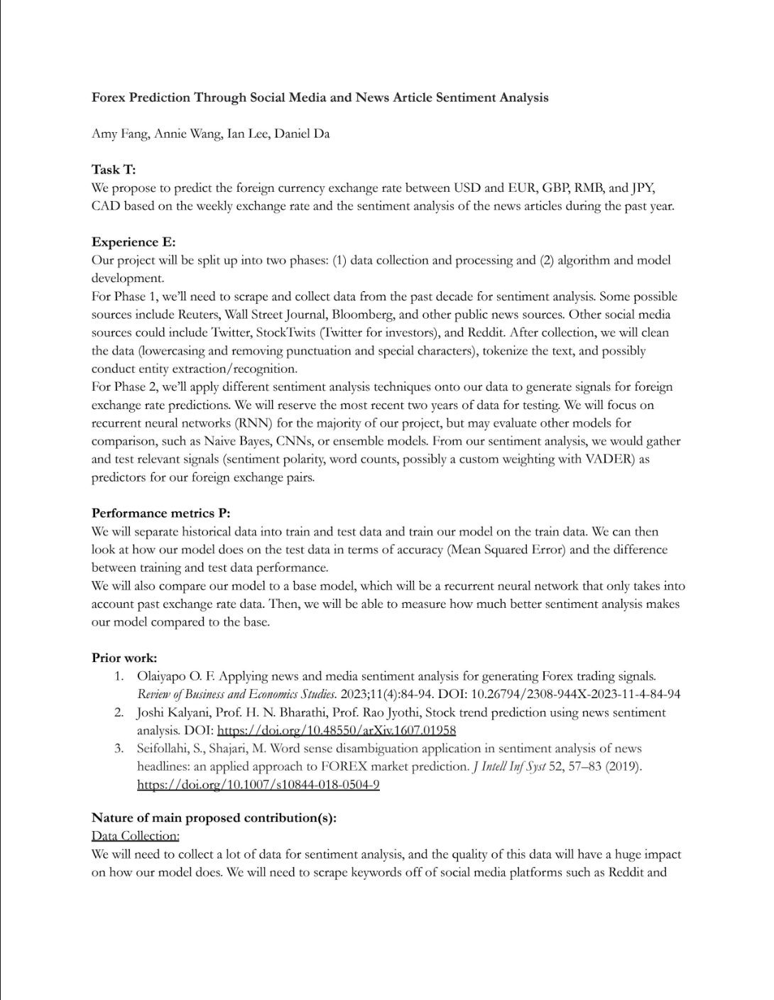 Forex Prediction Through Social Media and News Article Sentiment Analysis
Amy Fang, Annie Wang, Ian Lee, Daniel Da
Task T:
We propose to predict the foreign currency exchange rate between USD and EUR, GBP, RMB, and JPY,
CAD based on the weekly exchange rate and the sentiment analysis of the news articles during the past year.
Experience E:
Our project will be split up into two phases: (1) data collection and processing and (2) algorithm and model
development.
For Phase 1, we’ll need to scrape and collect data from the past decade for sentiment analysis. Some possible
sources include Reuters, Wall Street Journal, Bloomberg, and other public news sources. Other social media
sources could include Twitter, StockTwits (Twitter for investors), and Reddit. After collection, we will clean
the data (lowercasing and removing punctuation and special characters), tokenize the text, and possibly
conduct entity extraction/recognition.
For Phase 2, we’ll apply different sentiment analysis techniques onto our data to generate signals for foreign
exchange rate predictions. We will reserve the most recent two years of data for testing. We will focus on
recurrent neural networks (RNN) for the majority of our project, but may evaluate other models for
comparison, such as Naive Bayes, CNNs, or ensemble models. From our sentiment analysis, we would gather
and test relevant signals (sentiment polarity, word counts, possibly a custom weighting with VADER) as
predictors for our foreign exchange pairs.
Performance metrics P:
We will separate historical data into train and test data and train our model on the train data. We can then
look at how our model does on the test data in terms of accuracy (Mean Squared Error) and the difference
between training and test data performance.
We will also compare our model to a base model, which will be a recurrent neural network that only takes into
account past exchange rate data. Then, we will be able to measure how much better sentiment analysis makes
our model compared to the base.
Prior work:
1. Olaiyapo O. F. Applying news and media sentiment analysis for generating Forex trading signals.
Review of Business and Economics Studies. 2023;11(4):84-94. DOI: 10.26794/2308-944X-2023-11-4-84-94
2. Joshi Kalyani, Prof. H. N. Bharathi, Prof. Rao Jyothi, Stock trend prediction using news sentiment
analysis. DOI: https://doi.org/10.48550/arXiv.1607.01958
3. Seifollahi, S., Shajari, M. Word sense disambiguation application in sentiment analysis of news
headlines: an applied approach to FOREX market prediction. J Intell Inf Syst 52, 57–83 (2019).
https://doi.org/10.1007/s10844-018-0504-9
Nature of main proposed contribution(s):
Data Collection:
We will need to collect a lot of data for sentiment analysis, and the quality of this data will have a huge impact
on how our model does. We will need to scrape keywords off of social media platforms such as Reddit and